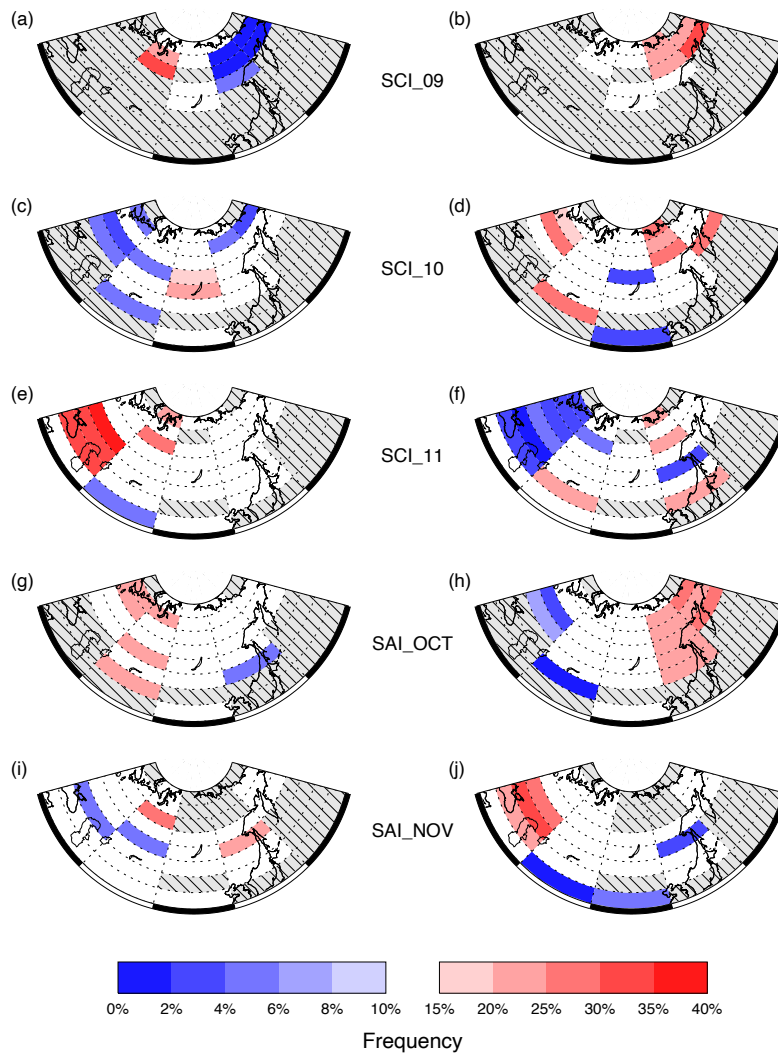 (a)
(b)
SCI_09
(c)
(d)
SCI_10
(e)
(f)
SCI_11
(g)
(h)
SAI_OCT
(i)
(j)
SAI_NOV
0% 2% 4% 6% 8% 10% 15% 20% 25% 30% 35% 40%
Frequency